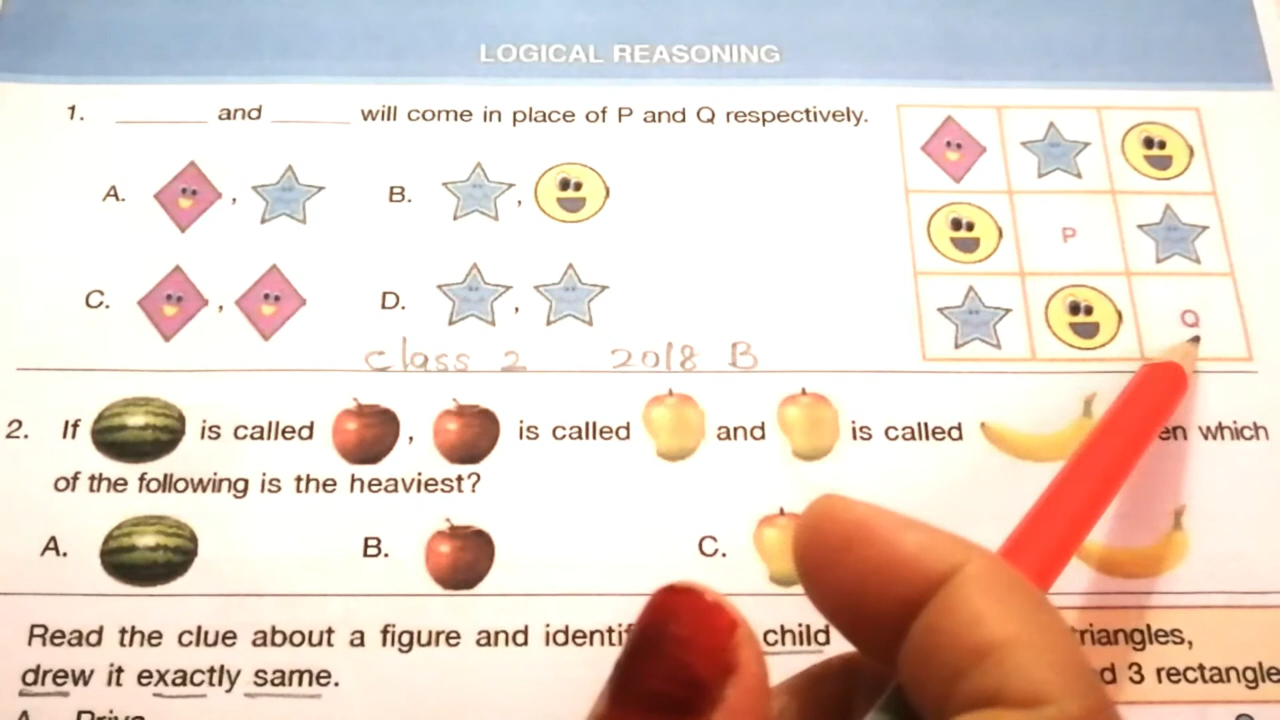 LOGICAL REASONING
1. ______ and ______ will come in place of P and Q respectively.
A. , B. ,
P
C. , D. ,
Q
class 2 2018 B
2. If is called , is called and is called which
of the following is the heaviest?
A. B. C.
Read the clue about a figure and child triangles,
drew it exactly same. 3 rectangle